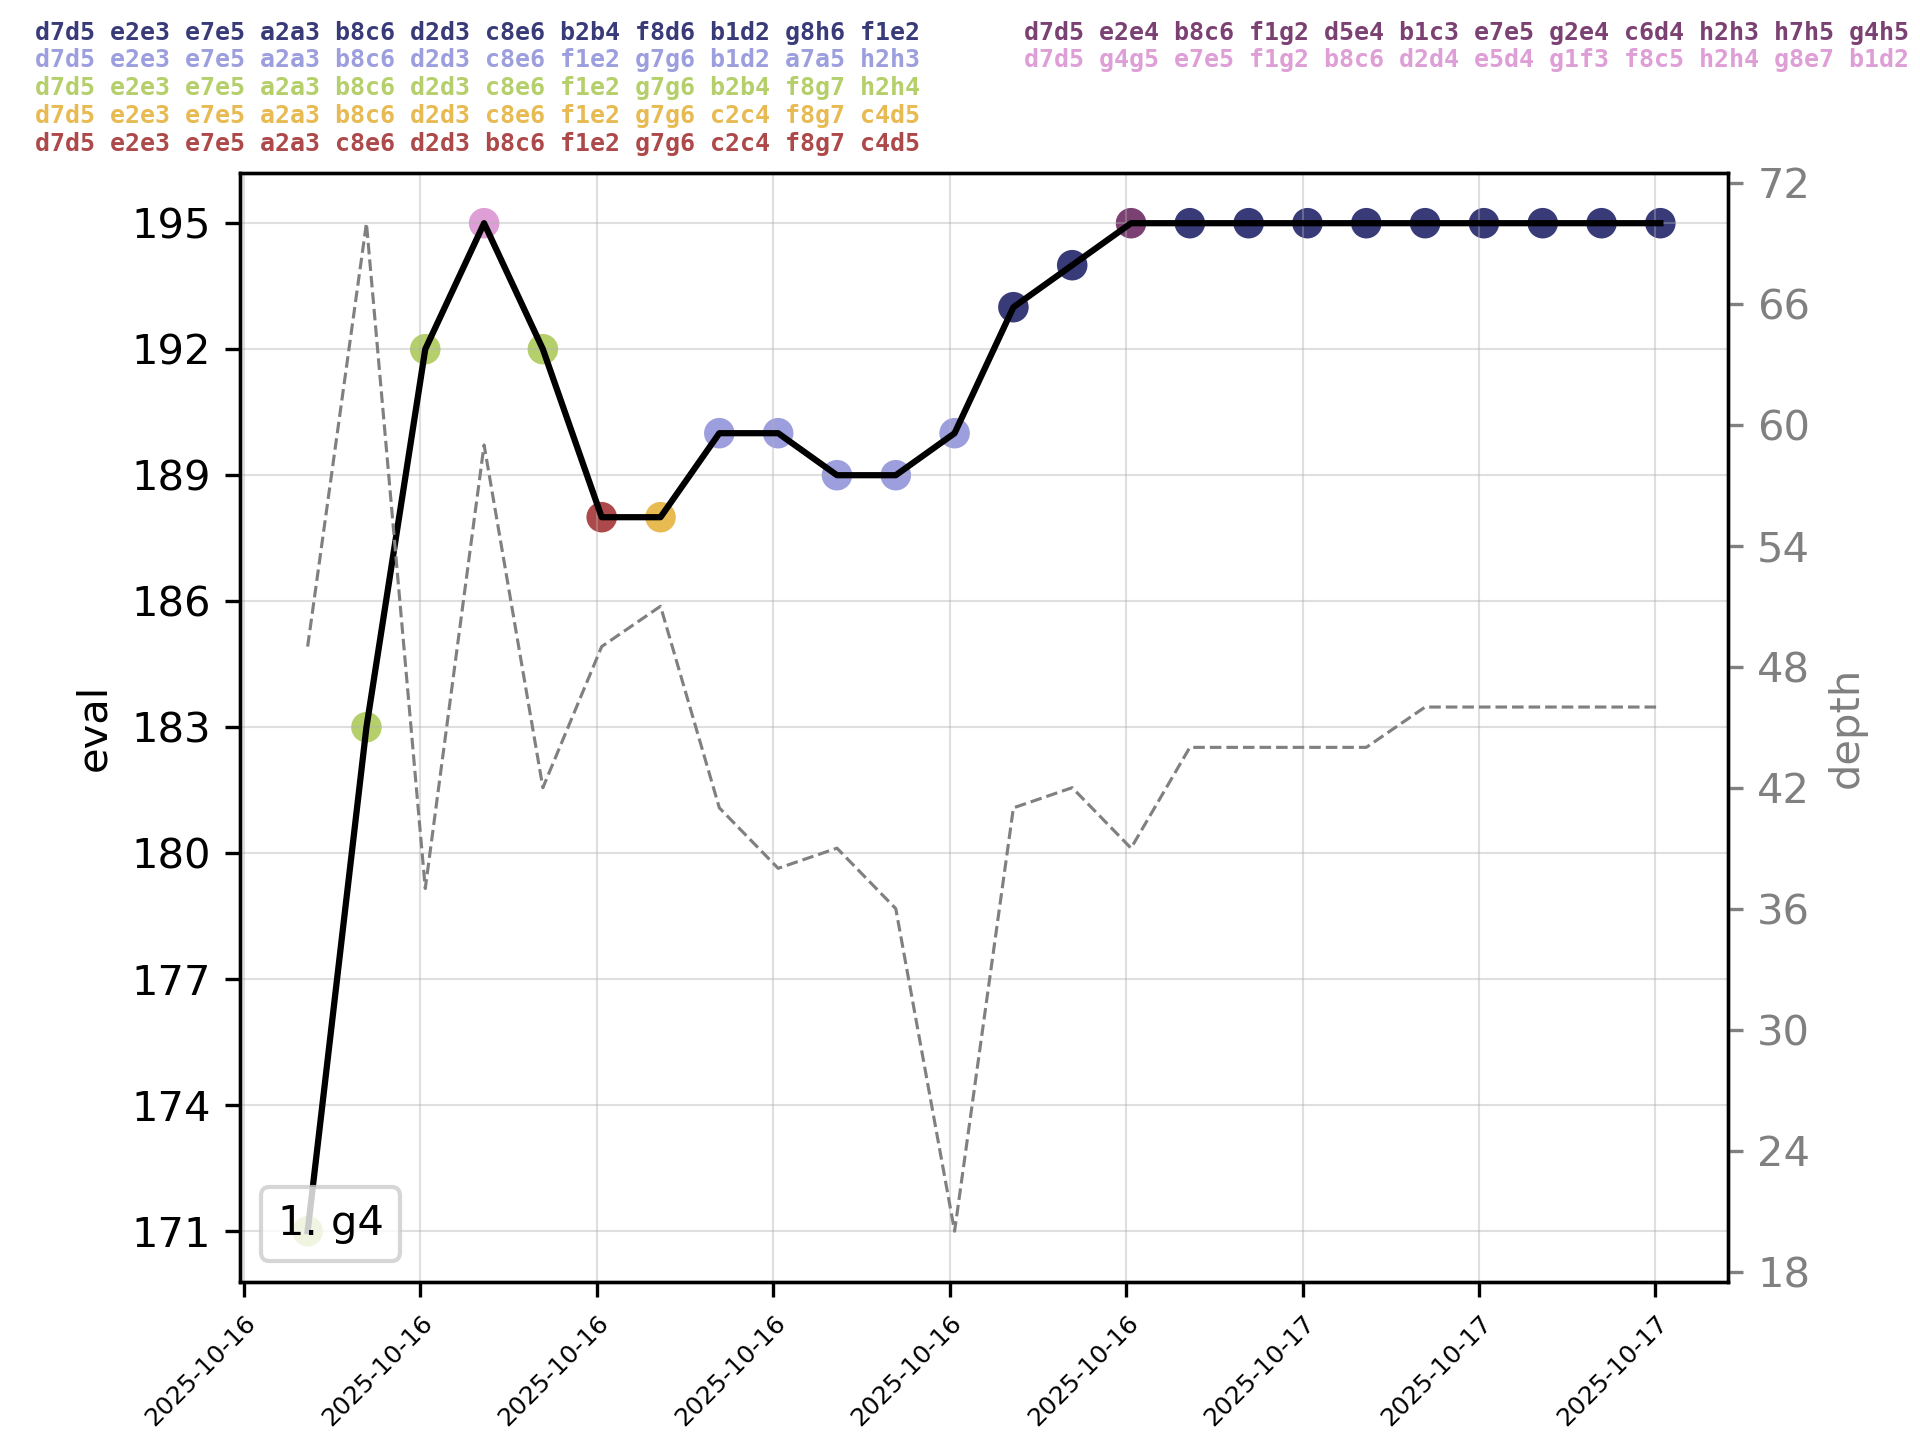 d7d5 e2e3 e7e5 a2a3 b8c6 d2d3 c8e6 b2b4 f8d6 b1d2 g8h6 f1e2
d7d5 e2e3 e7e5 a2a3 b8c6 d2d3 c8e6 f1e2 g7g6 b1d2 a7a5 h2h3
d7d5 e2e3 e7e5 a2a3 b8c6 d2d3 c8e6 f1e2 g7g6 b2b4 f8g7 h2h4
d7d5 e2e3 e7e5 a2a3 b8c6 d2d3 c8e6 f1e2 g7g6 c2c4 f8g7 c4d5
d7d5 e2e3 e7e5 a2a3 c8e6 d2d3 b8c6 f1e2 g7g6 c2c4 f8g7 c4d5
d7d5 e2e4 b8c6 f1g2 d5e4 b1c3 e7e5 g2e4 c6d4 h2h3 h7h5 g4h5
d7d5 g4g5 e7e5 f1g2 b8c6 d2d4 e5d4 g1f3 f8c5 h2h4 g8e7 b1d2
195
192
189
186
183
180
177
174
171
eval
72
66
60
54
48
42
36
30
24
18
depth
1. g4
2025-10-16
2025-10-16
2025-10-16
2025-10-16
2025-10-16
2025-10-16
2025-10-17
2025-10-17
2025-10-17